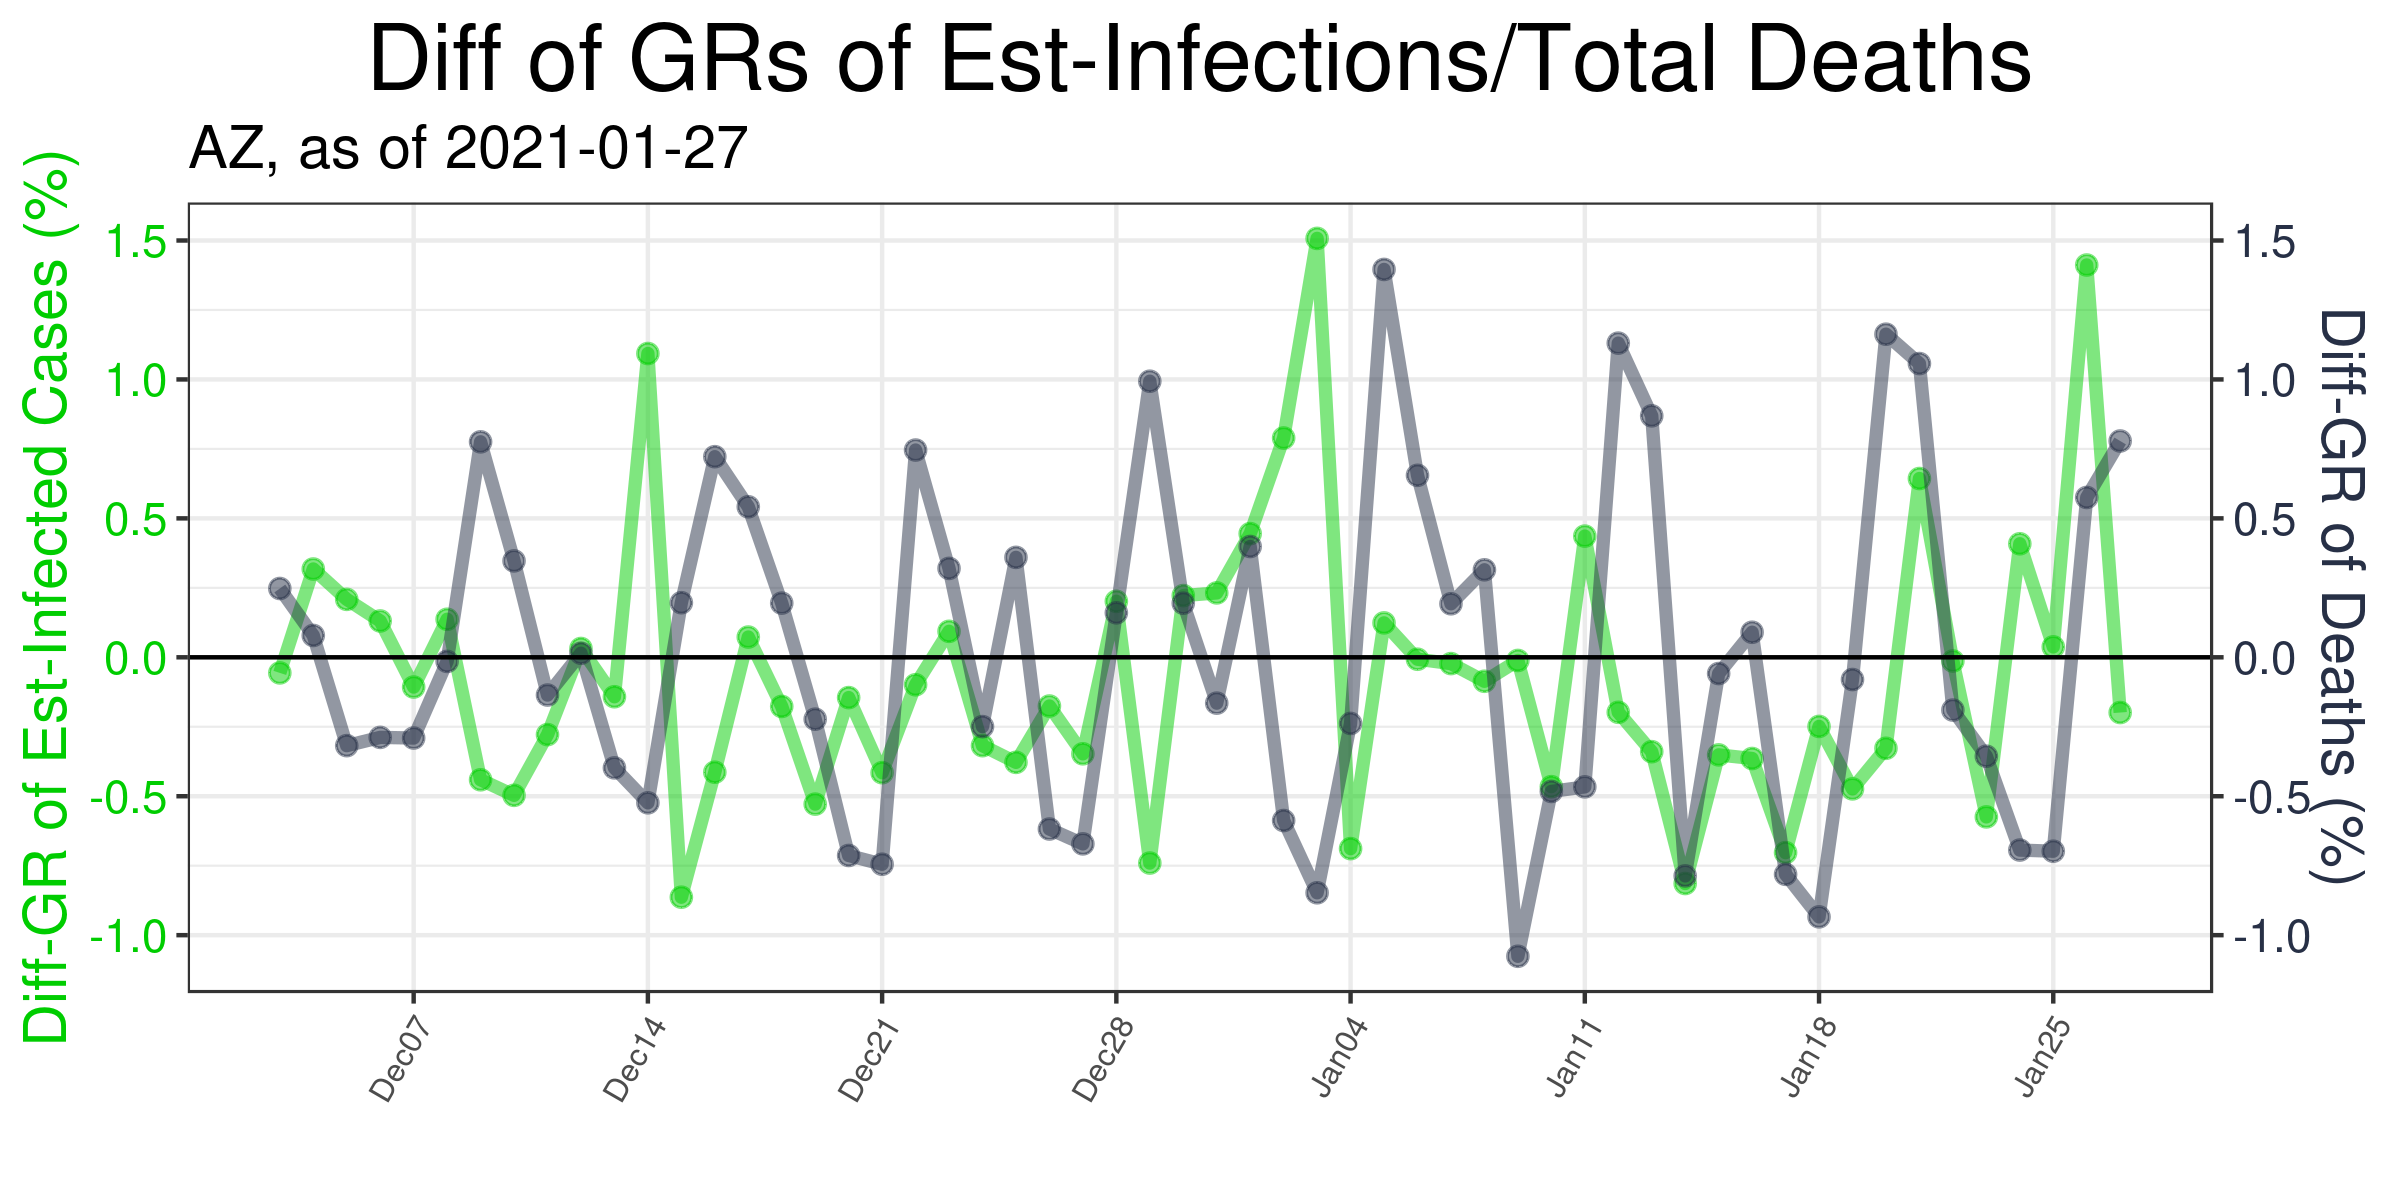 Diff of GRs of Est-Infections/Total Deaths
AZ, as of 2021-01-27
Diff-GR of Est-Infected Cases (%)
1.5
1.0
0.5
0.0
-0.5
-1.0
1.5
1.0
0.5
0.0
-0.5
-1.0
Diff-GR of Deaths (%)
Dec07
Dec14
Dec21
Dec28
Jan04
Jan11
Jan18
Jan25